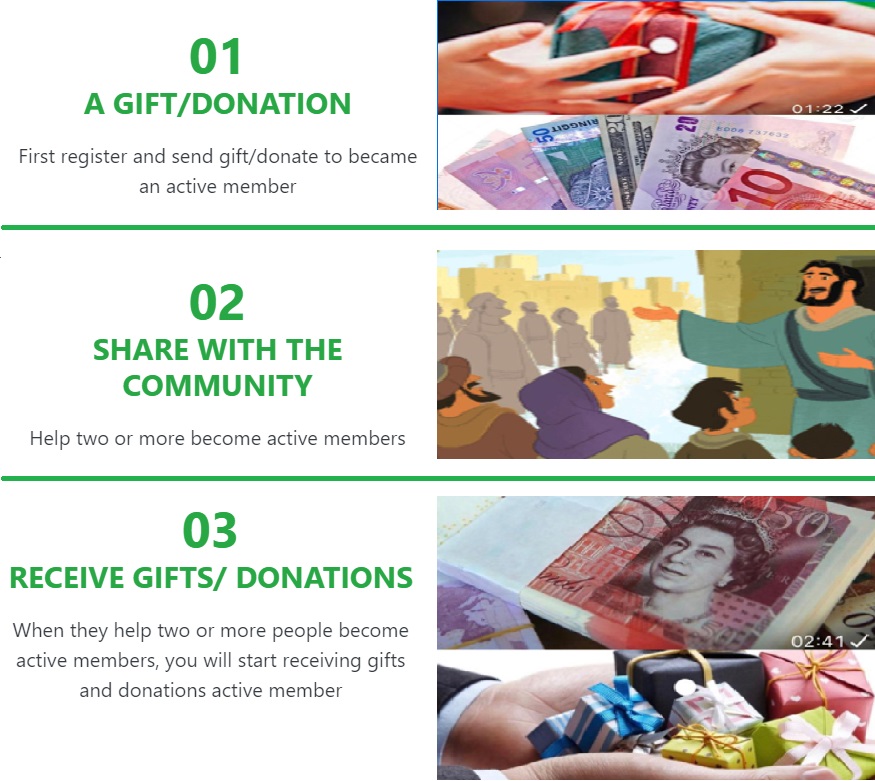 01
A GIFT/DONATION
First register and send gift/donate to became
an active member
01:22
50
RINGGIT
20
ED08 737632
10
02
SHARE WITH THE
COMMUNITY
Help two or more become active members
03
RECEIVE GIFTS/ DONATIONS
When they help two or more people become
active members, you will start receiving gifts
and donations active member
50
02:41